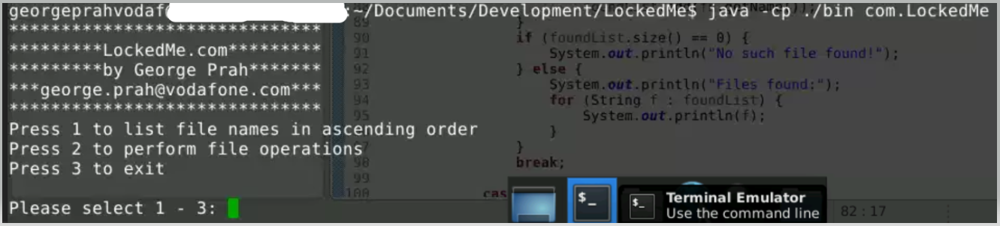 georgeprahvodaf :~/Documents/Development/LockedMe$ java -cp ./bin com.LockedMe
*******************************
*********LockedMe.com*********
*********by George Prah*******
***george.prah@vodafone.com***
*******************************
Press 1 to list file names in ascending order
Press 2 to perform file operations
Press 3 to exit
Please select 1 - 3:
89 }
90 if (foundList.size() == 0) {
91 System.out.println("No such file found!");
92 } else {
93 System.out.println("Files found:");
94 for (String f : foundList) {
95 System.out.println(f);
}
}
98 break;
99
100 cas
$_
$_
Terminal Emulator
Use the command line
82:17